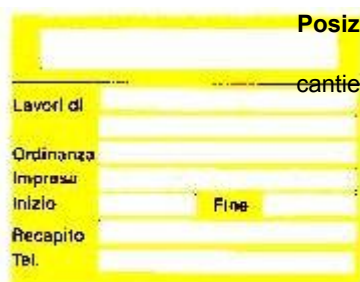 Posiz
cantie
Lavori di
Ordinanza
Impresa
Inizio Fine
Recapito
Tel.